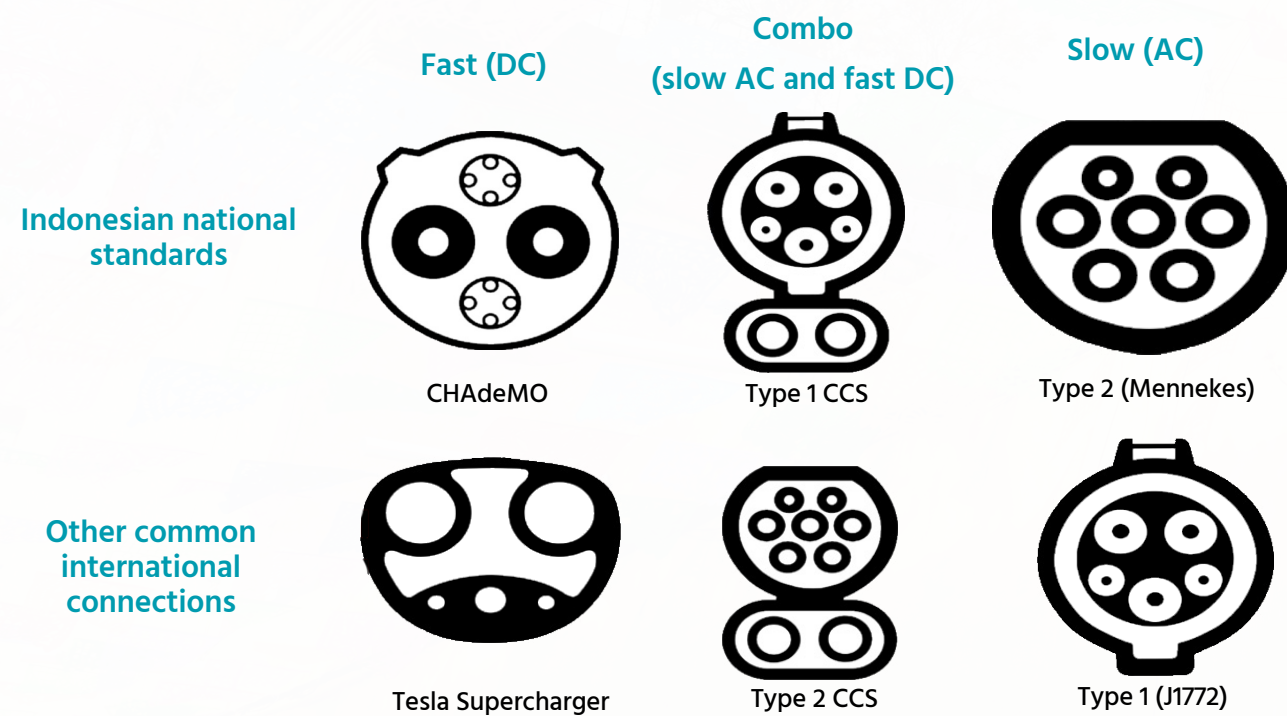 Fast (DC)
Combo
(slow AC and fast DC)
Slow (AC)
Indonesian national
standards
CHAdeMO
Type 1 CCS
Type 2 (Mennekes)
Other common
international
connections
Tesla Supercharger
Type 2 CCS
Type 1 (J1772)